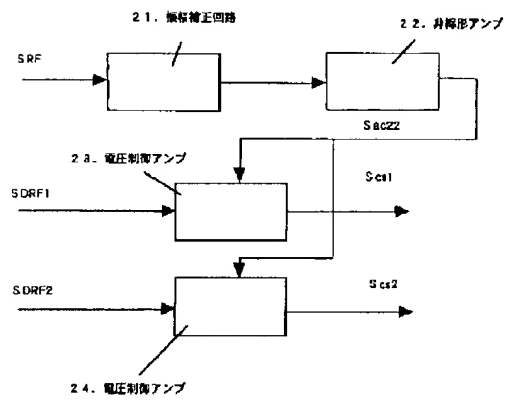 21. 振幅補正回路
22. 非線形アンプ
SRF
Sac22
23. 電圧制御アンプ
Scs1
SDRF1
SDRF2
Scs2
24. 電圧制御アンプ